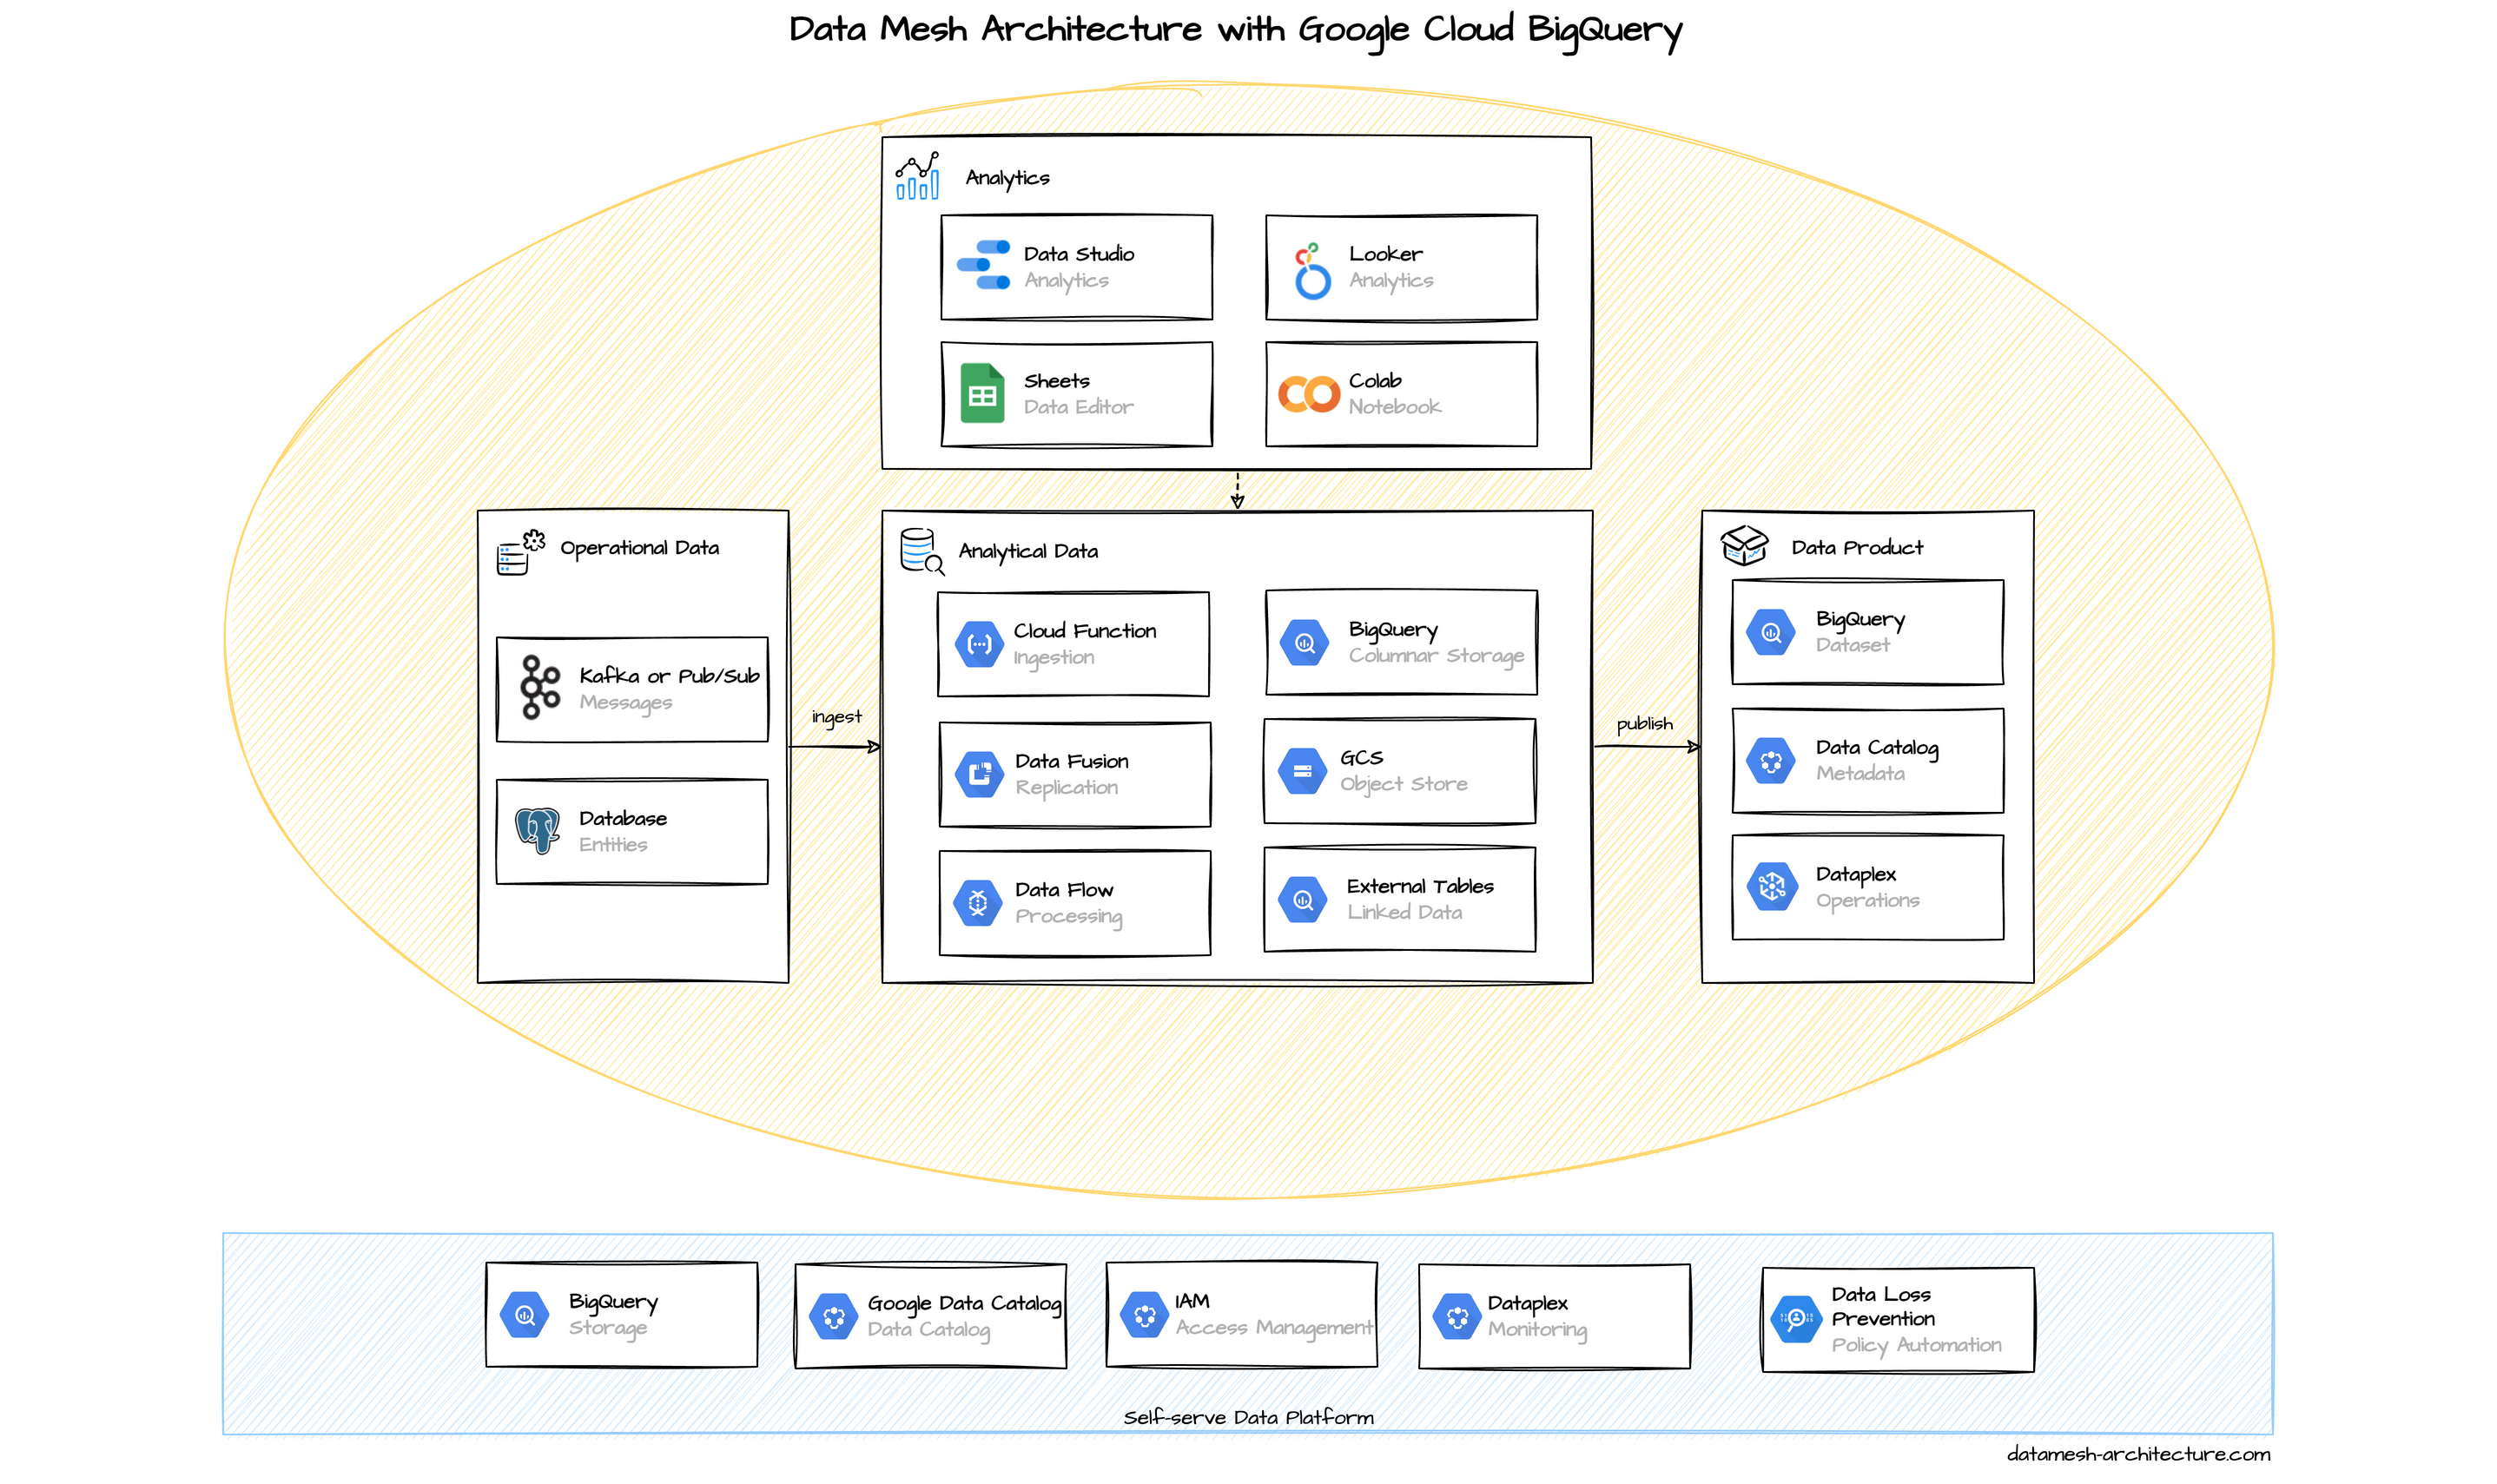 Data Mesh Architecture with Google Cloud BigQuery
Analytics
Data Studio
Analytics
Looker
Analytics
Sheets
Data Editor
Colab
Notebook
Operational Data
Kafka or Pub/Sub
Messages
Database
Entities
ingest
Analytical Data
Cloud Function
Ingestion
BigQuery
Columnar Storage
Data Fusion
Replication
GCS
Object Store
Data Flow
Processing
External Tables
Linked Data
publish
Data Product
BigQuery
Dataset
Data Catalog
Metadata
Dataplex
Operations
BigQuery
Storage
Google Data Catalog
Data Catalog
IAM
Access Management
Dataplex
Monitoring
Data Loss
Prevention
Policy Automation
Self-serve Data Platform
datamesh-architecture.com